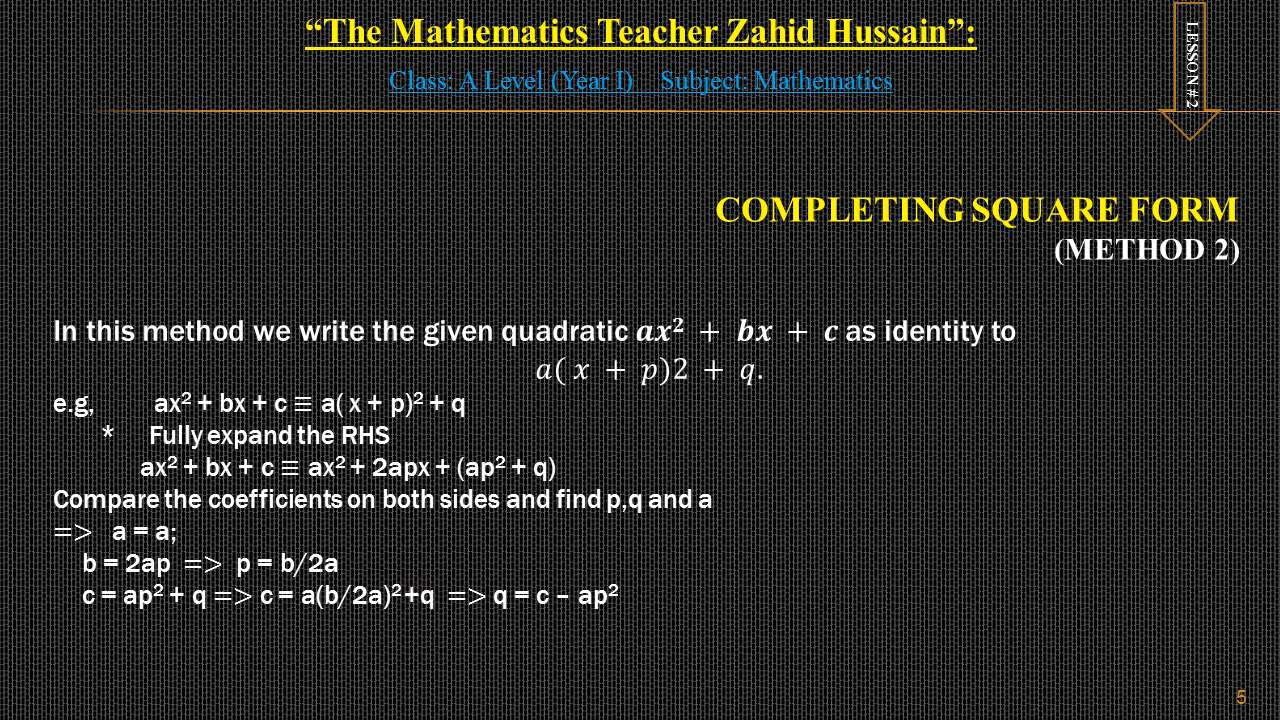 “The Mathematics Teacher Zahid Hussain”:
Class: A Level (Year I) Subject: Mathematics
LESSON # 2
COMPLETING SQUARE FORM
(METHOD 2)
In this method we write the given quadratic 𝒂𝒙² + 𝒃𝒙 + 𝒄 as identity to
𝑎( 𝑥 + 𝑝)2 + 𝑞.
e.g, ax² + bx + c ≡ a( x + p)² + q
* Fully expand the RHS
ax² + bx + c ≡ ax² + 2apx + (ap² + q)
Compare the coefficients on both sides and find p,q and a
=> a = a;
b = 2ap => p = b/2a
c = ap² + q => c = a(b/2a)²+q => q = c – ap²
5